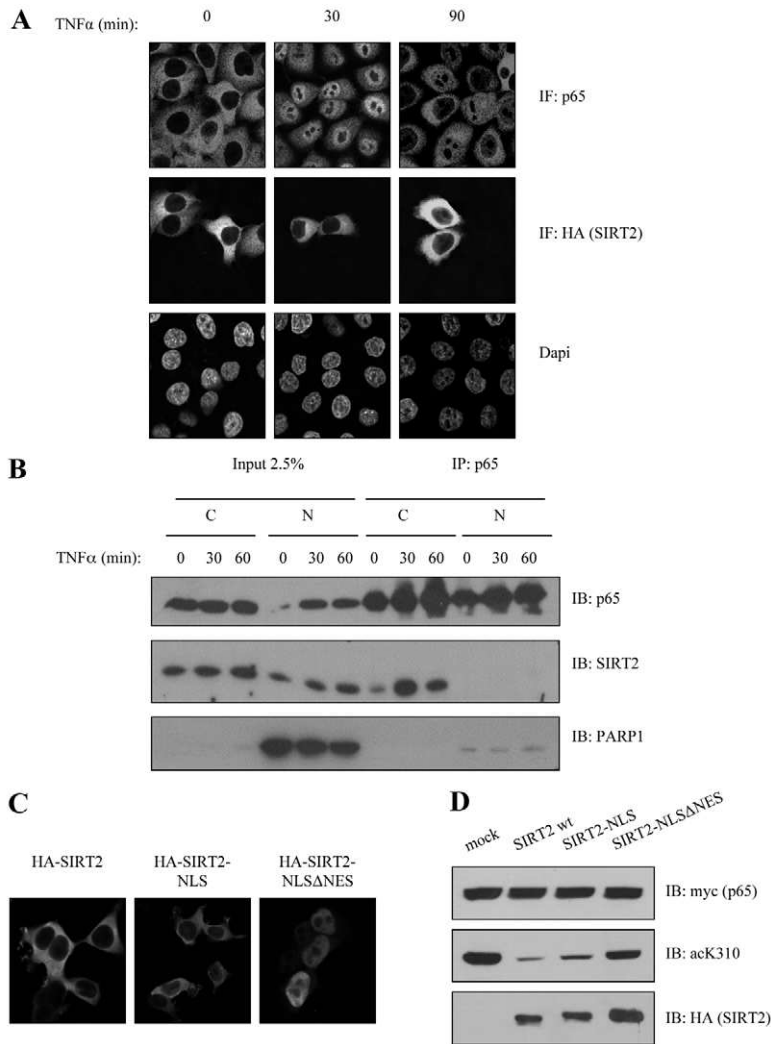 A
TNFα (min): 0 30 90
IF: p65
IF: HA (SIRT2)
Dapi
B
Input 2.5% IP: p65
C N C N
TNFα (min): 0 30 60 0 30 60 0 30 60 0 30 60
IB: p65
IB: SIRT2
IB: PARP1
C
HA-SIRT2
HA-SIRT2-
NLS
HA-SIRT2-
NLSΔNES
D
mock
SIRT2 wt
SIRT2-NLS
SIRT2-NLSΔNES
IB: myc (p65)
IB: acK310
IB: HA (SIRT2)